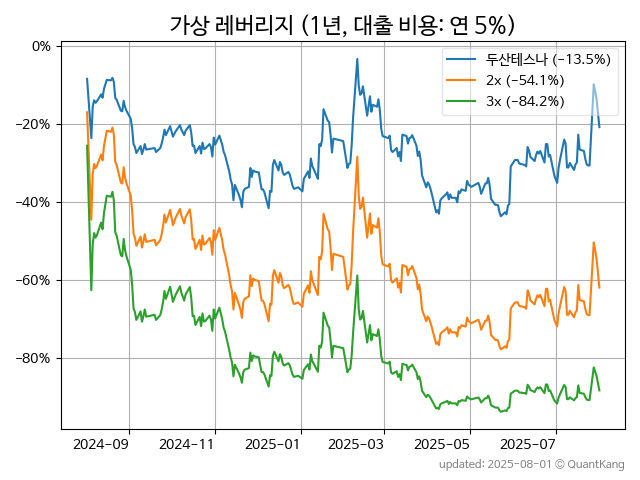 가상 레버리지 (1년, 대출 비용: 연 5%)
두산테스나 (−13.5%)
2x (−54.1%)
3x (−84.2%)
0%
−20%
−40%
−60%
−80%
2024-09 2024-11 2025-01 2025-03 2025-05 2025-07
updated: 2025-08-01 © QuantKang